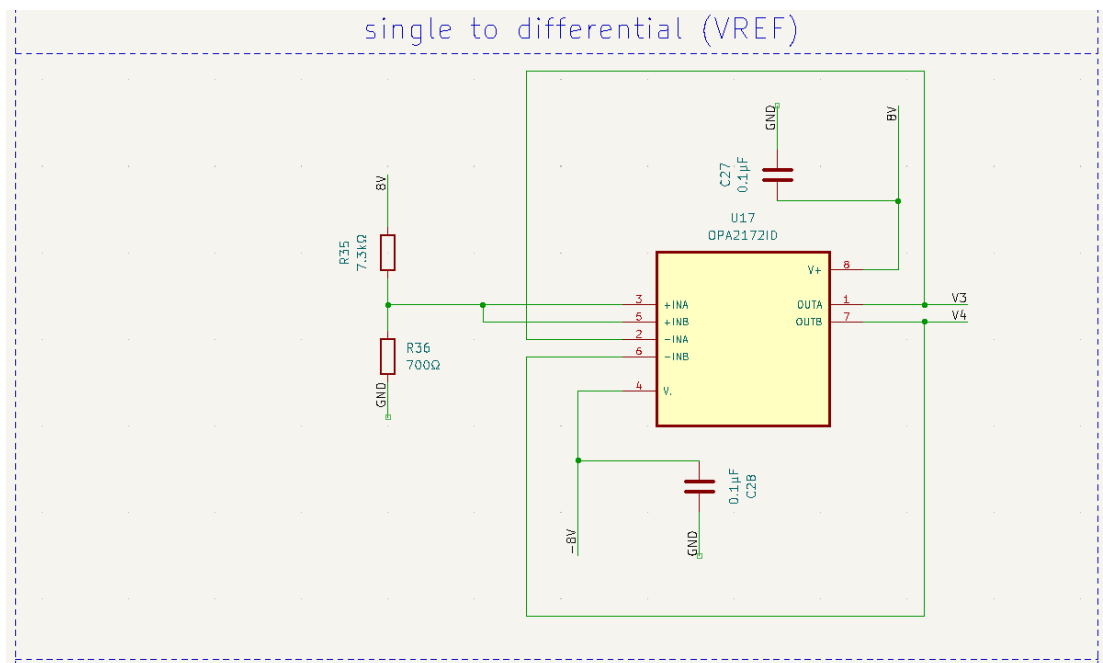 single to differential (VREF)
GND
8V
C27
0.1µF
8V
U17
OPA2172ID
R35
7.3kΩ
V+
8
3
+INA
OUTA
1
V3
5
+INB
OUTB
7
V4
2
-INA
6
-INB
R36
700Ω
GND
4
V.
0.1µF
C28
-8V
GND